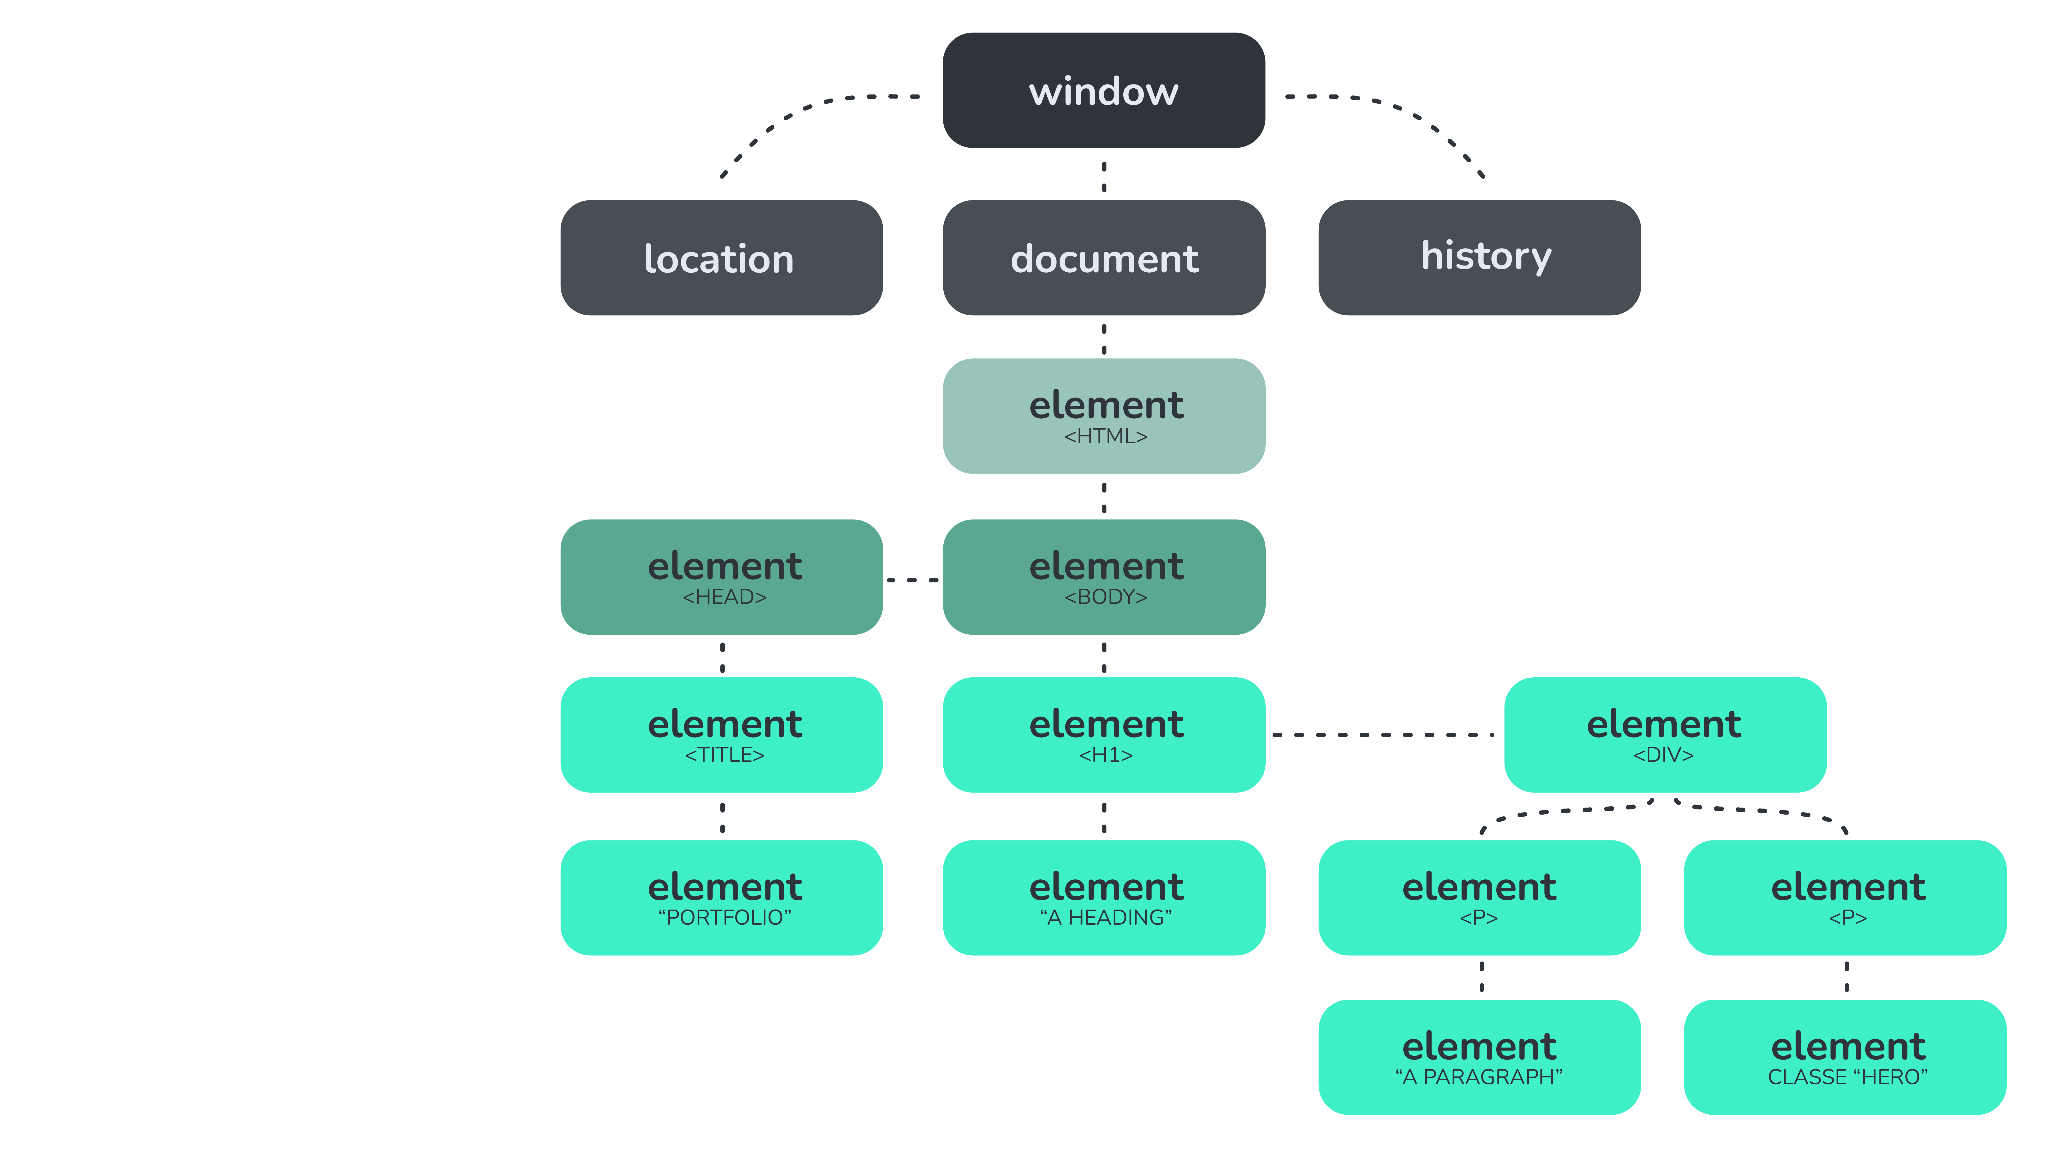 window
location
document
history
element
<HTML>
element
<HEAD>
element
<BODY>
element
<TITLE>
element
<H1>
element
<DIV>
element
“PORTFOLIO”
element
“A HEADING”
element
<P>
element
<P>
element
“A PARAGRAPH”
element
CLASSE “HERO”